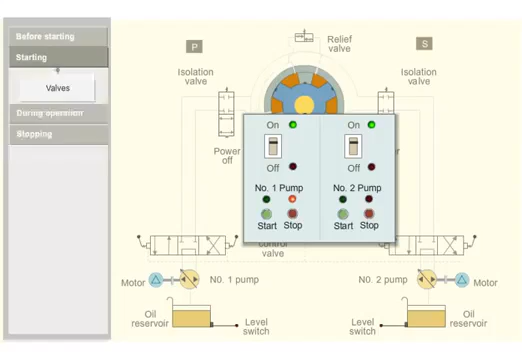 Before starting
Starting
Valves
During operation
Stopping
P
S
Relief
valve
Isolation
valve
Isolation
valve
Power
off
On
On
Off
Off
No. 1 Pump
No. 2 Pump
Start
Stop
Start
Stop
control
valve
Motor
N0. 1 pump
N0. 2 pump
Motor
Oil
reservoir
Level
switch
Level
switch
Oil
reservoir